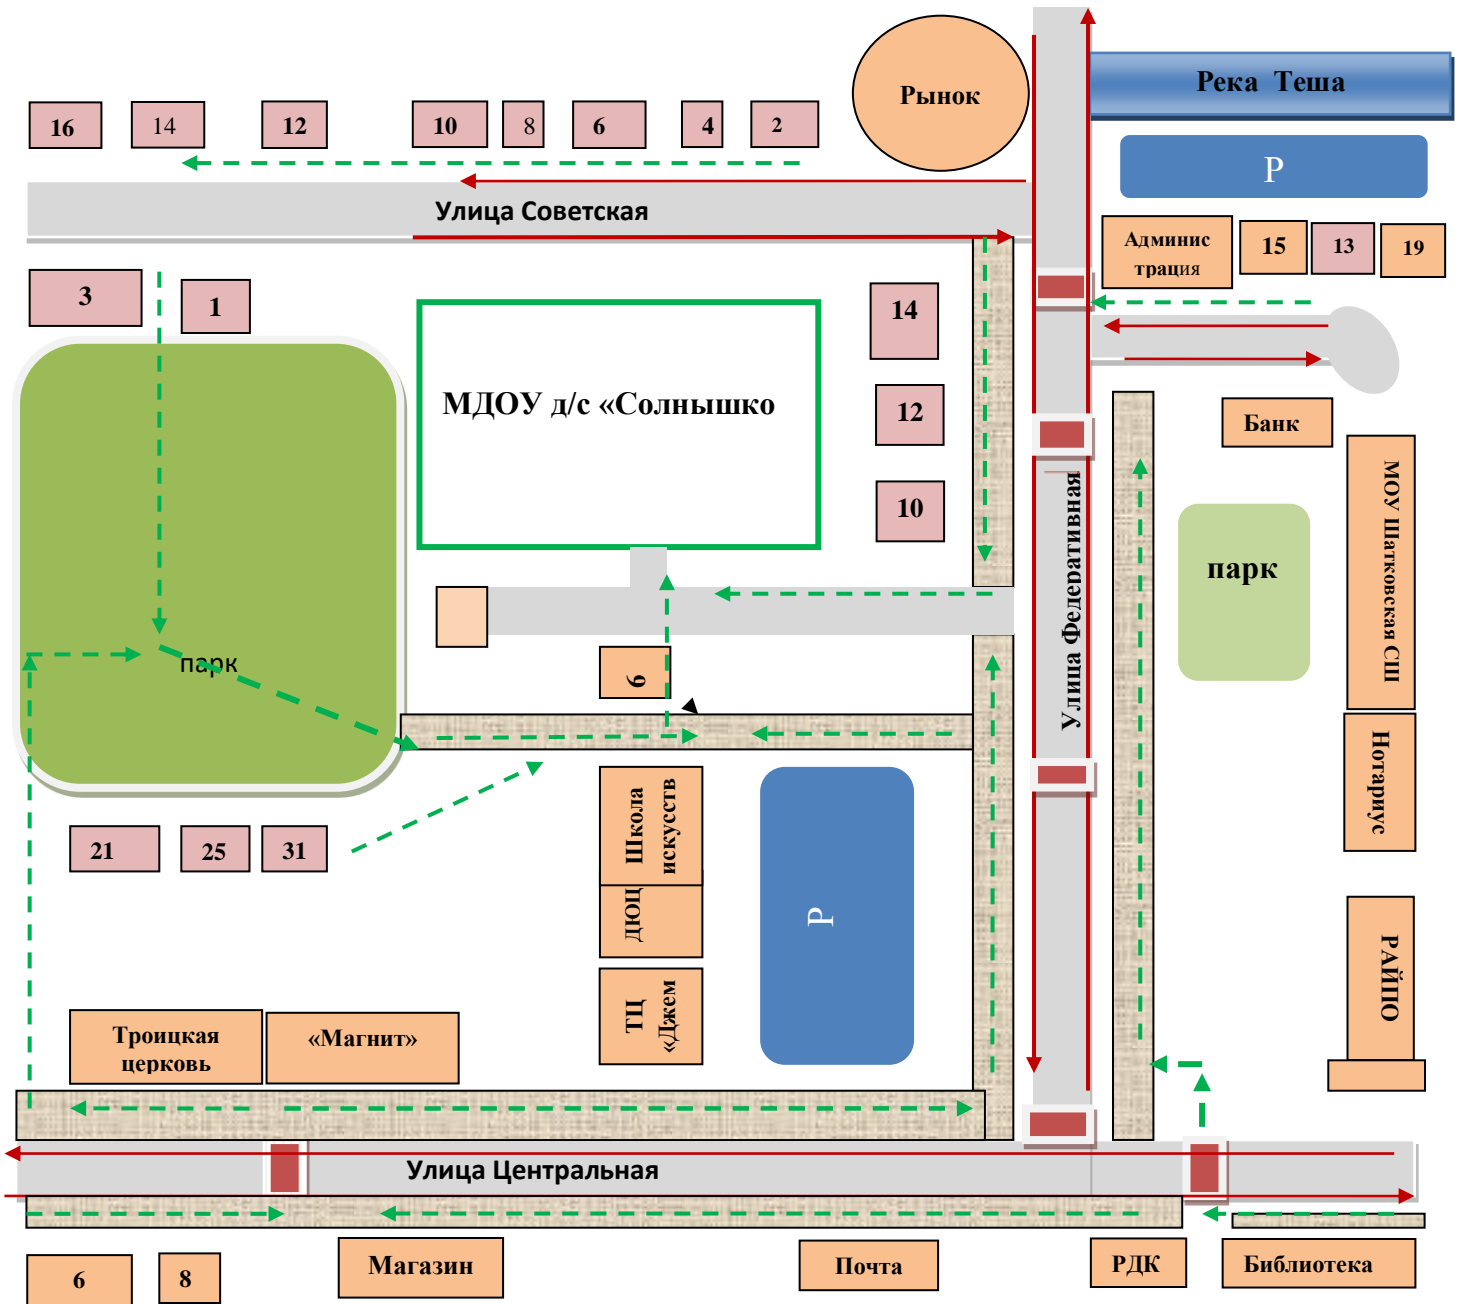 Рынок
Река Теша
16
14
12
10
8
6
4
2
Р
Улица Советская
Админис
трация
15
13
19
3
1
14
МДОУ д/с «Солнышко
12
Банк
10
МОУ Шатковская СШ
Улица Федеративная
парк
парк
6
Нотариус
Школа
искусств
21
25
31
ДЮЦ
Р
РАЙПО
ТЦ
«Джем
Троицкая
церковь
«Магнит»
Улица Центральная
6
8
Магазин
Почта
РДК
Библиотека